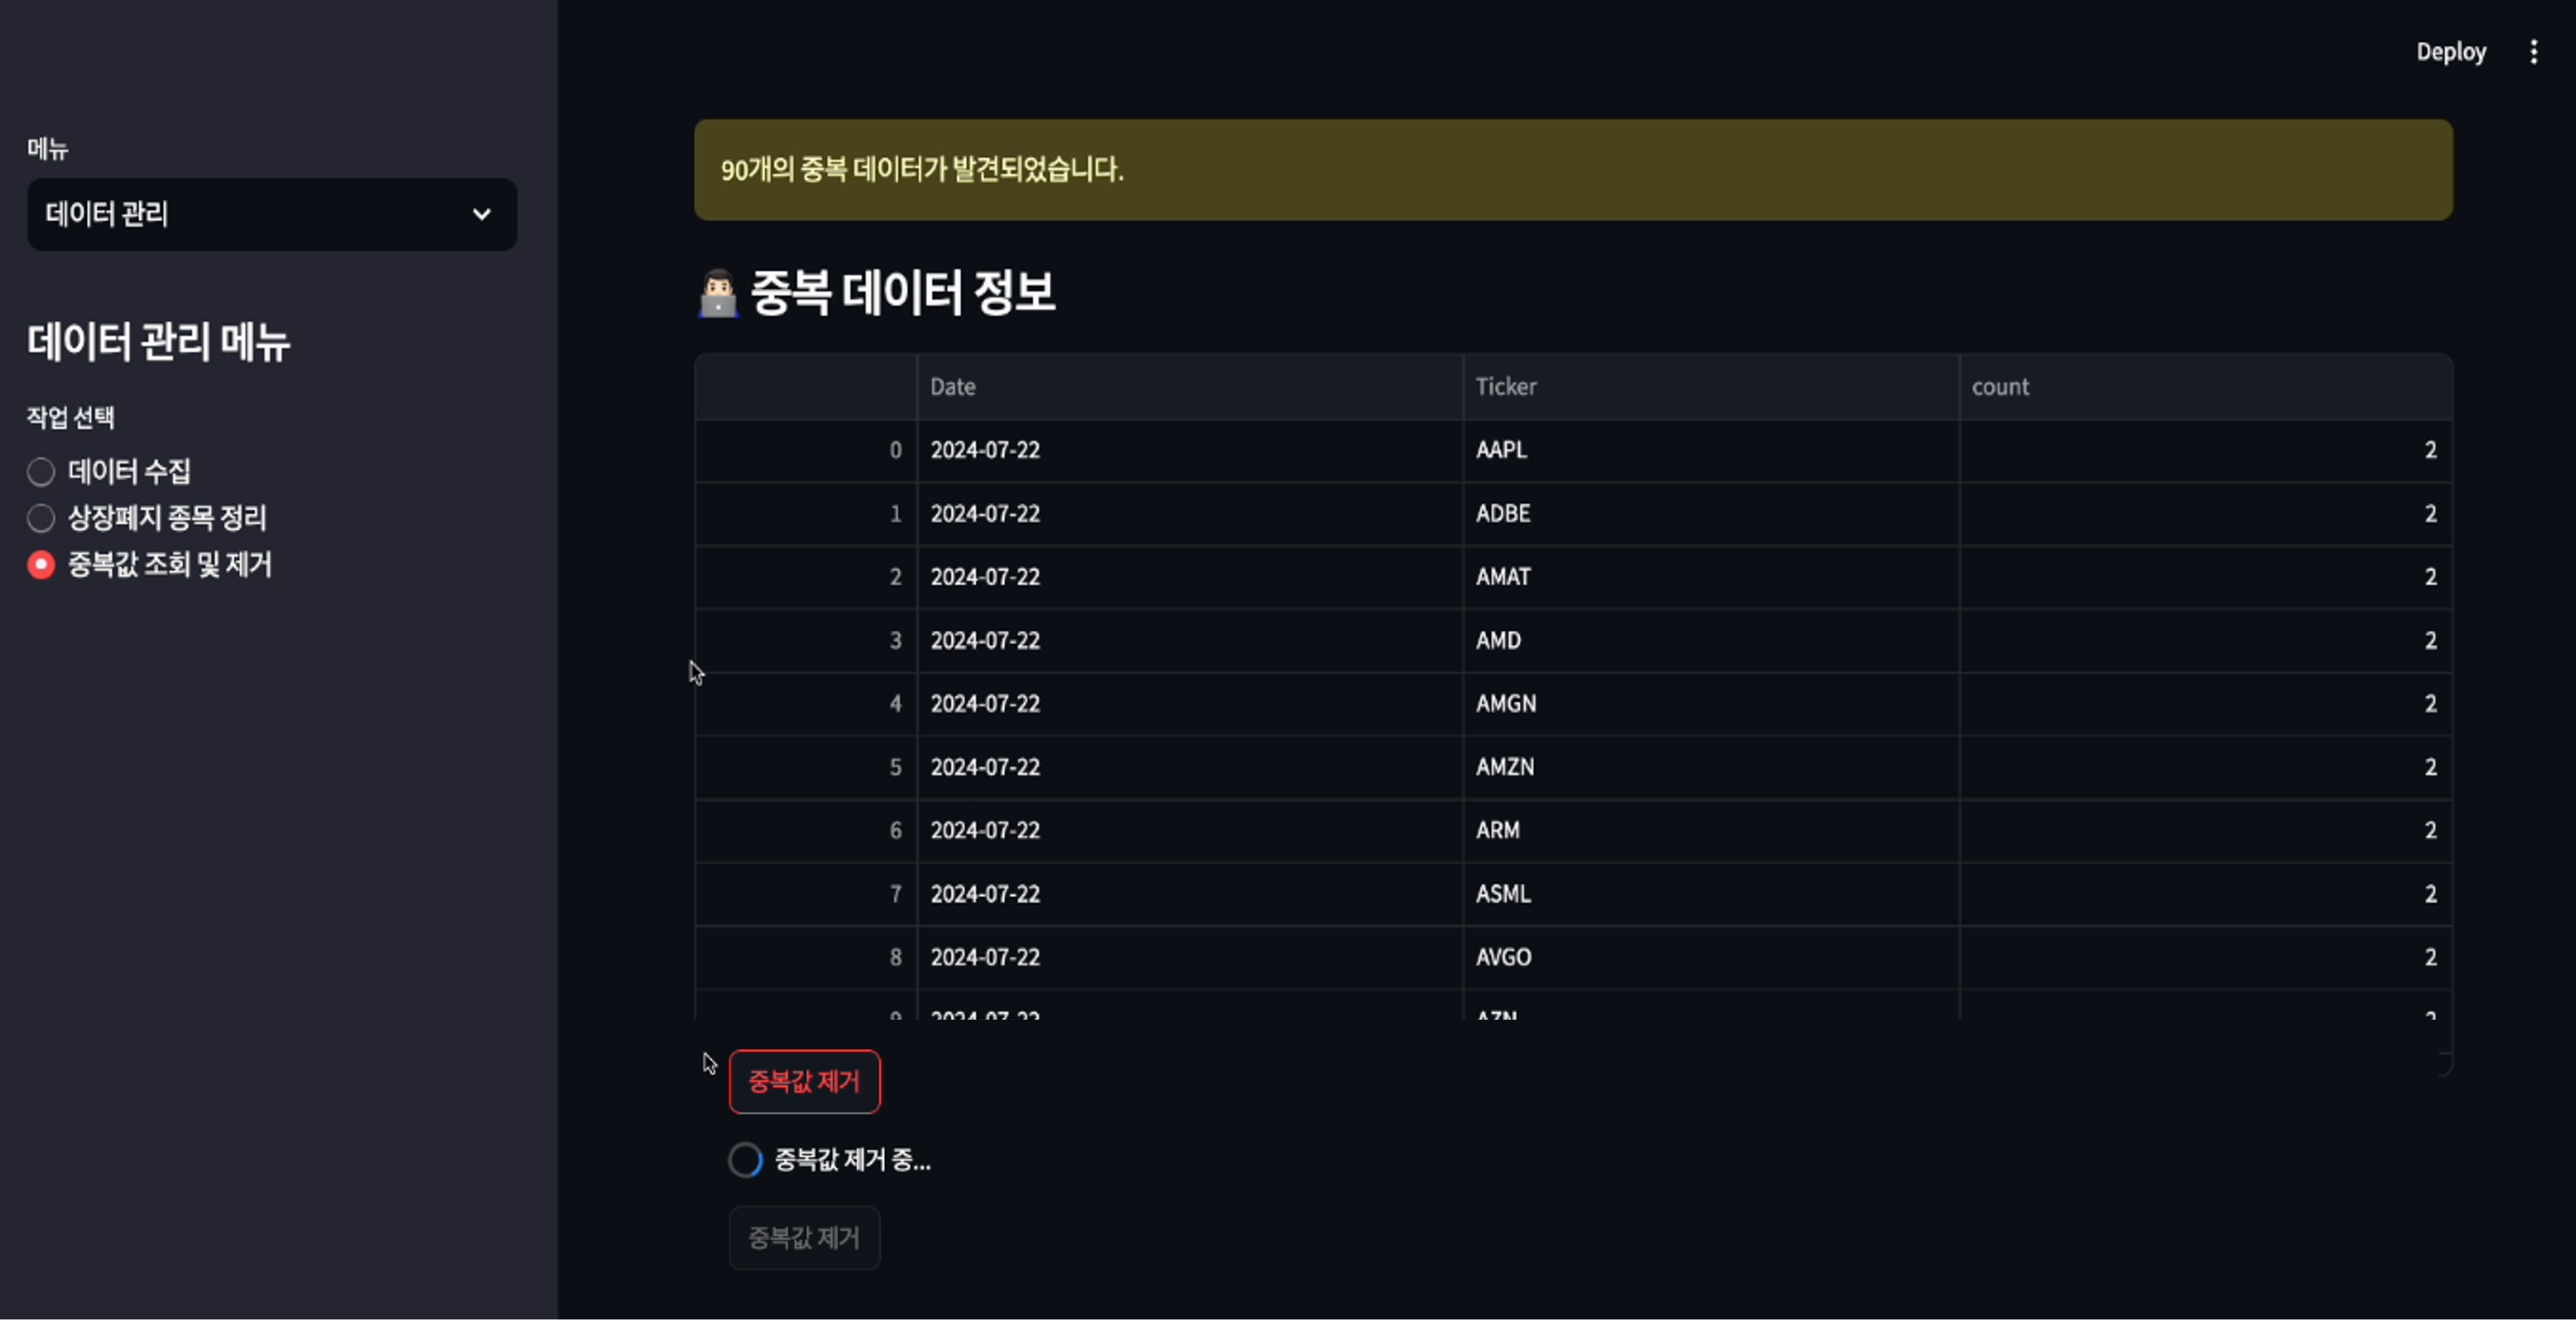 Deploy
메뉴
데이터 관리
데이터 관리 메뉴
작업 선택
데이터 수집
상장폐지 종목 정리
중복값 조회 및 제거
90개의 중복 데이터가 발견되었습니다.
중복 데이터 정보
Date Ticker count
0 2024-07-22 AAPL 2
1 2024-07-22 ADBE 2
2 2024-07-22 AMAT 2
3 2024-07-22 AMD 2
4 2024-07-22 AMGN 2
5 2024-07-22 AMZN 2
6 2024-07-22 ARM 2
7 2024-07-22 ASML 2
8 2024-07-22 AVGO 2
9 2024-07-22 AZN 2
중복값 제거
중복값 제거 중...
중복값 제거